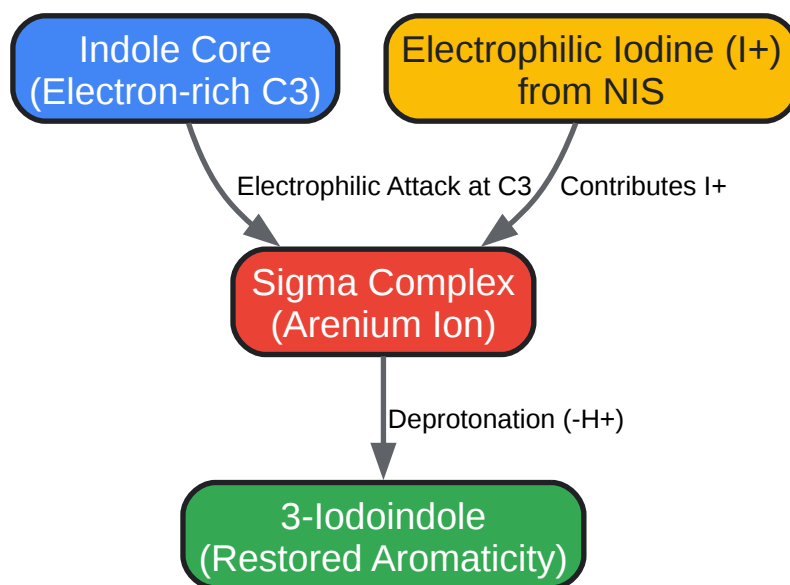 Indole Core
(Electron-rich C3)
Electrophilic Iodine (I+)
from NIS
Electrophilic Attack at C3
Contributes I+
Sigma Complex
(Arenium Ion)
Deprotonation (-H+)
3-Iodoindole
(Restored Aromaticity)